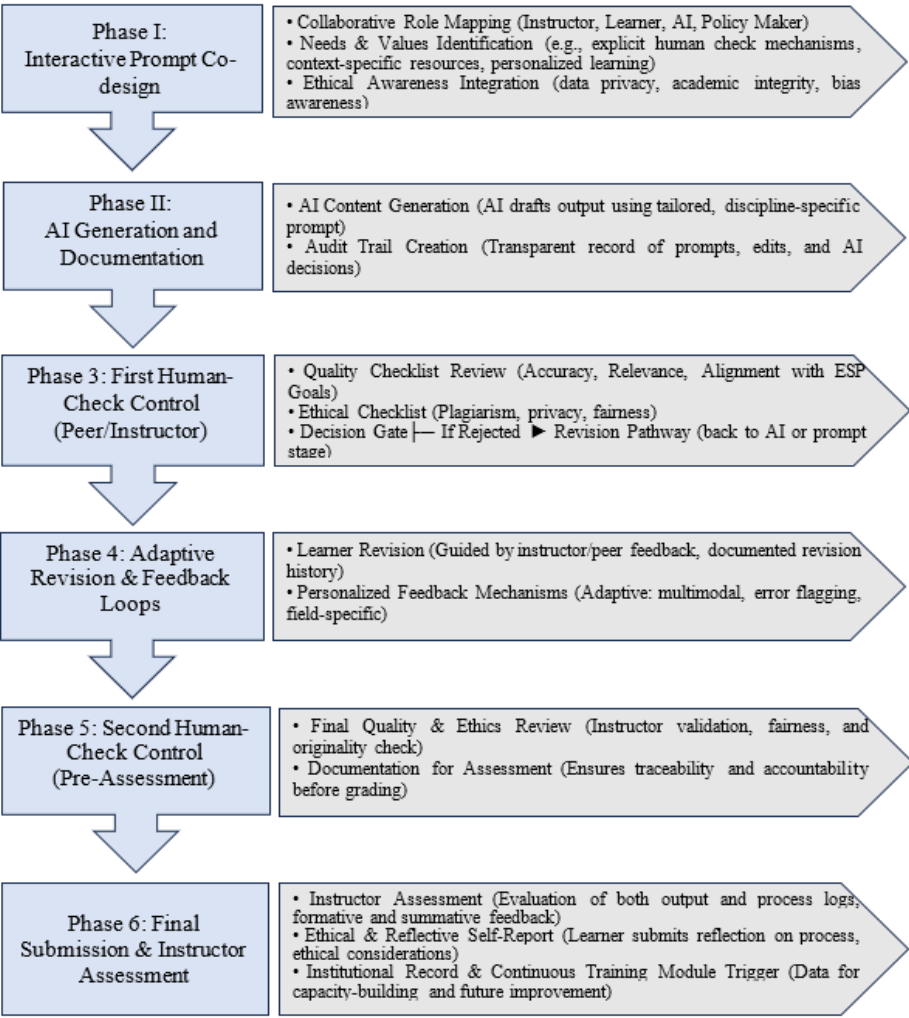 Phase I:
Interactive Prompt Co-
design
• Collaborative Role Mapping (Instructor, Learner, AI, Policy Maker)
• Needs & Values Identification (e.g., explicit human check mechanisms,
context-specific resources, personalized learning)
• Ethical Awareness Integration (data privacy, academic integrity, bias
awareness)
Phase II:
AI Generation and
Documentation
• AI Content Generation (AI drafts output using tailored, discipline-specific
prompt)
• Audit Trail Creation (Transparent record of prompts, edits, and AI
decisions)
Phase 3: First Human-
Check Control
(Peer/Instructor)
• Quality Checklist Review (Accuracy, Relevance, Alignment with ESP
Goals)
• Ethical Checklist (Plagiarism, privacy, fairness)
• Decision Gate├─ If Rejected ► Revision Pathway (back to AI or prompt
stage)
Phase 4: Adaptive
Revision & Feedback
Loops
• Learner Revision (Guided by instructor/peer feedback, documented revision
history)
• Personalized Feedback Mechanisms (Adaptive: multimodal, error flagging,
field-specific)
Phase 5: Second Human-
Check Control
(Pre-Assessment)
• Final Quality & Ethics Review (Instructor validation, fairness, and
originality check)
• Documentation for Assessment (Ensures traceability and accountability
before grading)
Phase 6: Final
Submission & Instructor
Assessment
• Instructor Assessment (Evaluation of both output and process logs,
formative and summative feedback)
• Ethical & Reflective Self-Report (Learner submits reflection on process,
ethical considerations)
• Institutional Record & Continuous Training Module Trigger (Data for
capacity-building and future improvement)